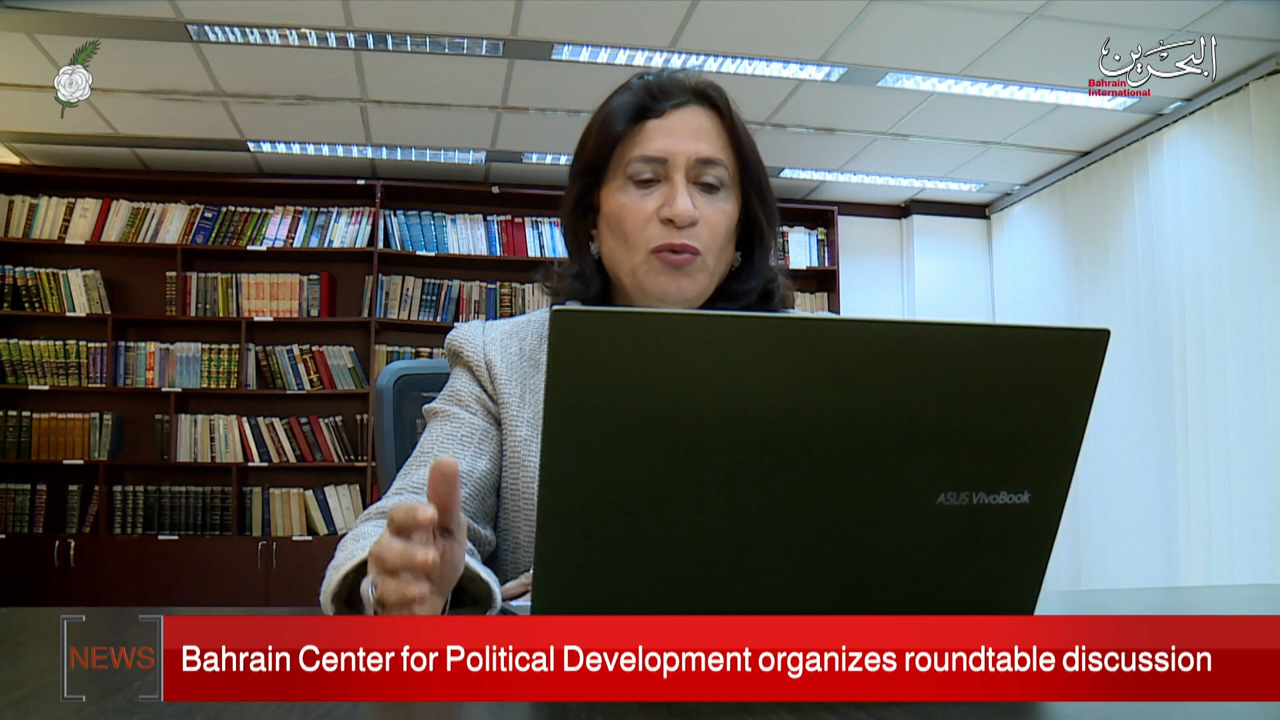 البحرين
Bahrain
International
ASUS VivoBook
NEWS
Bahrain Center for Political Development organizes roundtable discussion